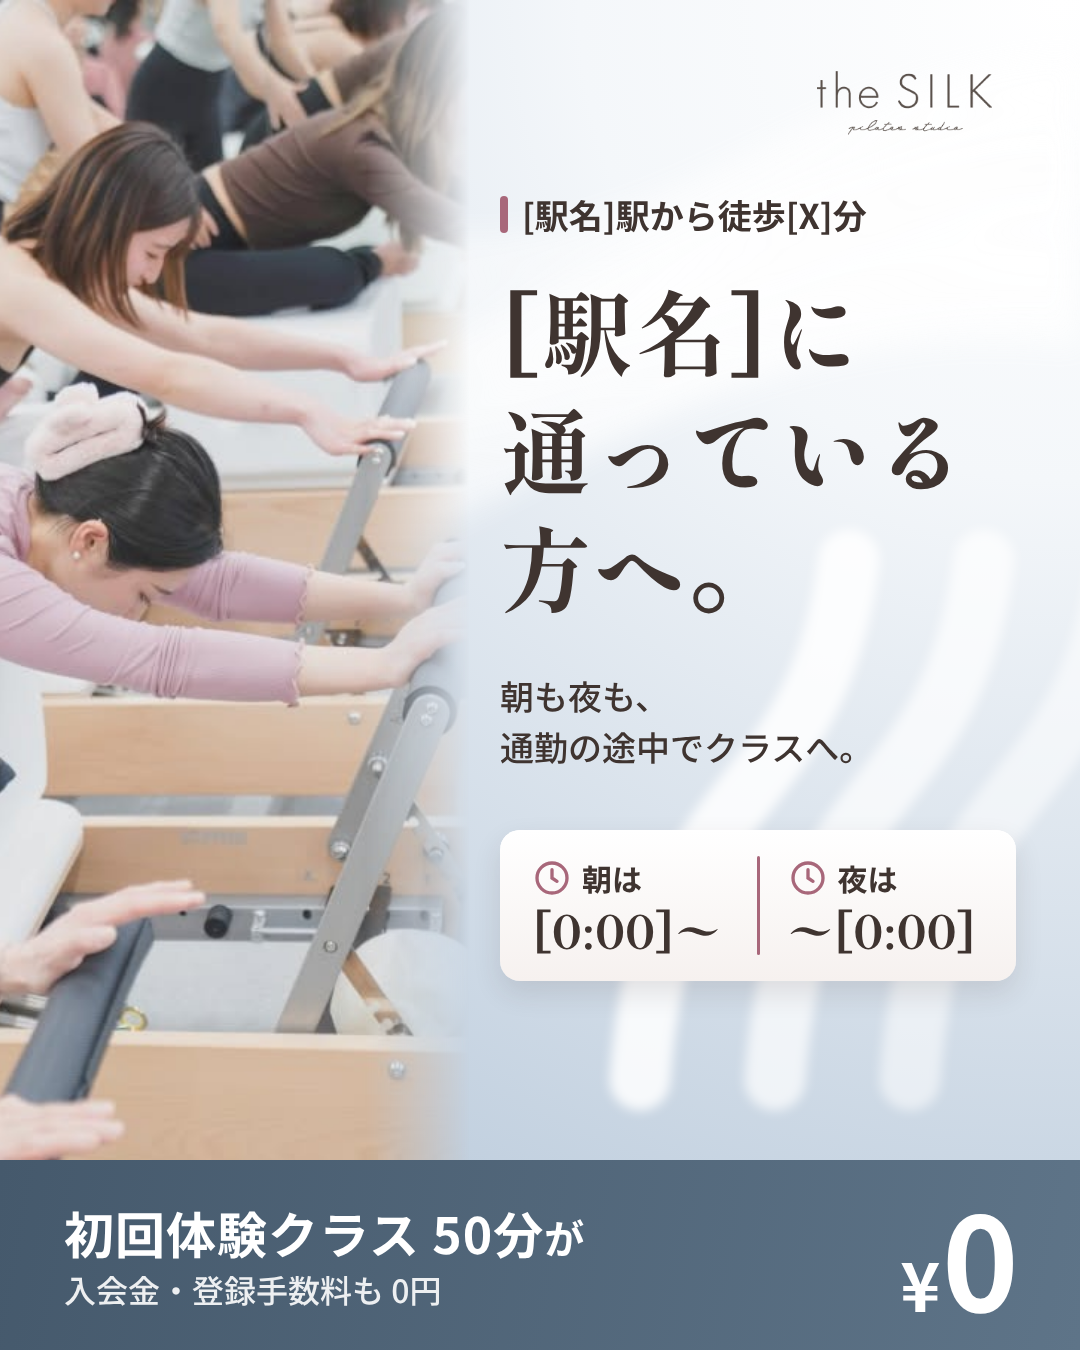 the SILK
pilates studio
[駅名]駅から徒歩[X]分
[駅名]に
通っている
方へ。
朝も夜も、
通勤の途中でクラスへ。
朝は
[0:00]〜
夜は
〜[0:00]
初回体験クラス 50分が
入会金・登録手数料も 0円
¥0